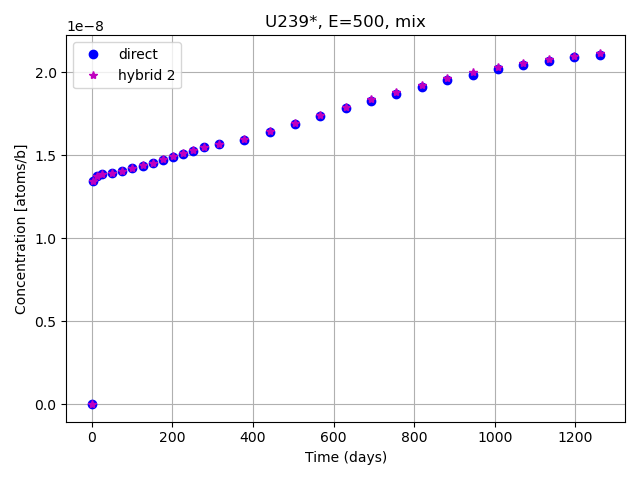 U239*, E=500, mix
1e−8
direct
hybrid 2
2.0
1.5
1.0
0.5
0.0
Concentration [atoms/b]
0 200 400 600 800 1000 1200
Time (days)